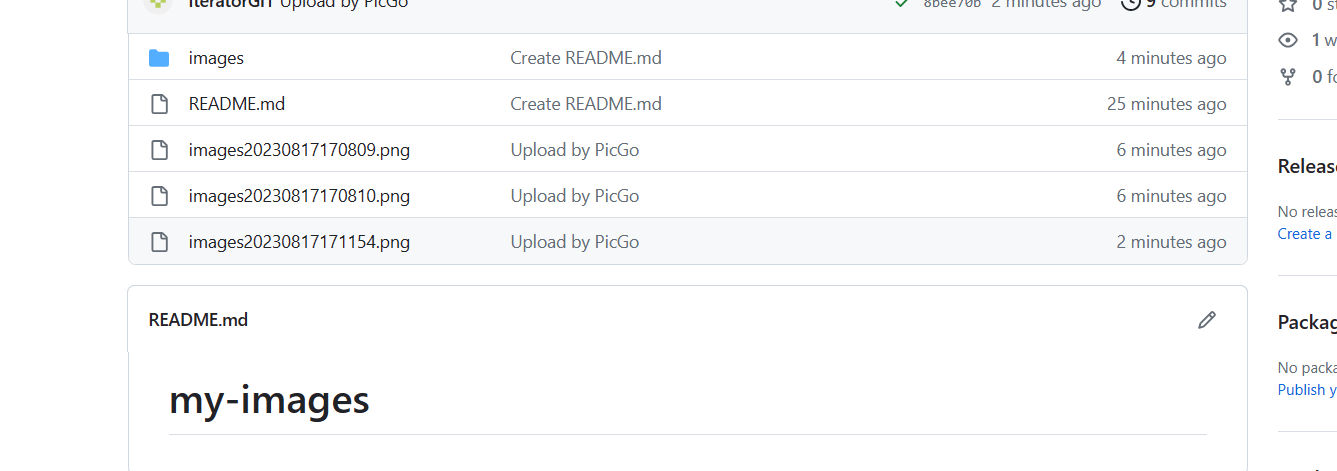 IteratorGIT Upload by PicGo 8bee70b 2 minutes ago 9 commits
images Create README.md 4 minutes ago
README.md Create README.md 25 minutes ago
images20230817170809.png Upload by PicGo 6 minutes ago
images20230817170810.png Upload by PicGo 6 minutes ago
images20230817171154.png Upload by PicGo 2 minutes ago
README.md
my-images
0 st
1 w
0 fo
Release
No relea
Create a
Packag
No packa
Publish y